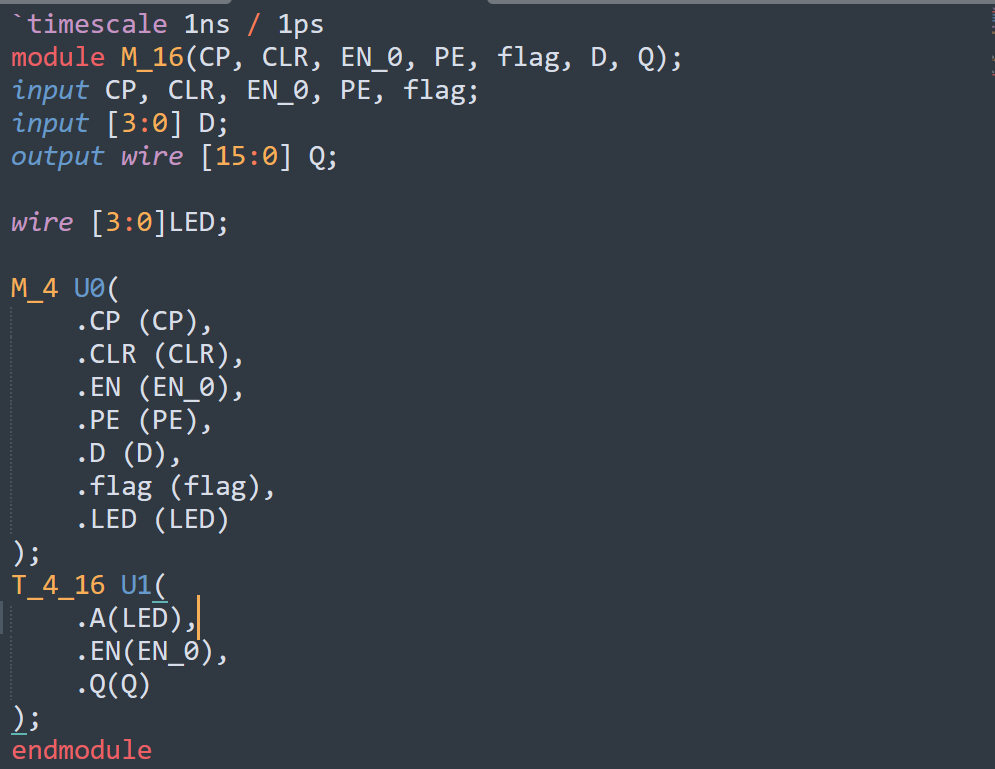 `timescale 1ns / 1ps
module M_16(CP, CLR, EN_0, PE, flag, D, Q);
input CP, CLR, EN_0, PE, flag;
input [3:0] D;
output wire [15:0] Q;
wire [3:0]LED;
M_4 U0(
.CP (CP),
.CLR (CLR),
.EN (EN_0),
.PE (PE),
.D (D),
.flag (flag),
.LED (LED)
);
T_4_16 U1(
.A(LED),
.EN(EN_0),
.Q(Q)
);
endmodule